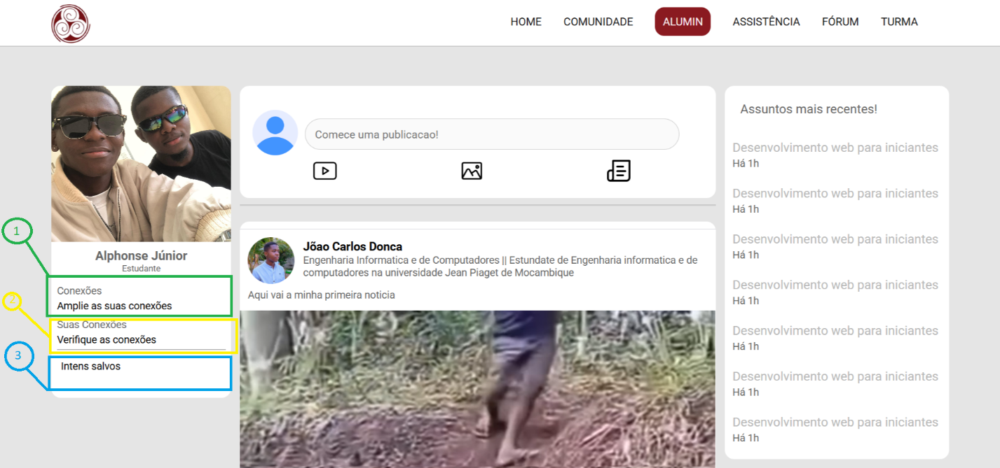 HOME COMUNIDADE ALUMIN ASSISTÊNCIA FÓRUM TURMA
1
Alphonse Júnior
Estudante
Conexões
Amplie as suas conexões
2
Suas Conexões
Verifique as conexões
3
Intens salvos
Comece uma publicacao!
Jõao Carlos Donca
Engenharia Informatica e de Computadores || Estundate de Engenharia informatica e de
computadores na universidade Jean Piaget de Mocambique
Aqui vai a minha primeira noticia
Assuntos mais recentes!
Desenvolvimento web para iniciantes
Há 1h
Desenvolvimento web para iniciantes
Há 1h
Desenvolvimento web para iniciantes
Há 1h
Desenvolvimento web para iniciantes
Há 1h
Desenvolvimento web para iniciantes
Há 1h
Desenvolvimento web para iniciantes
Há 1h
Desenvolvimento web para iniciantes
Há 1h